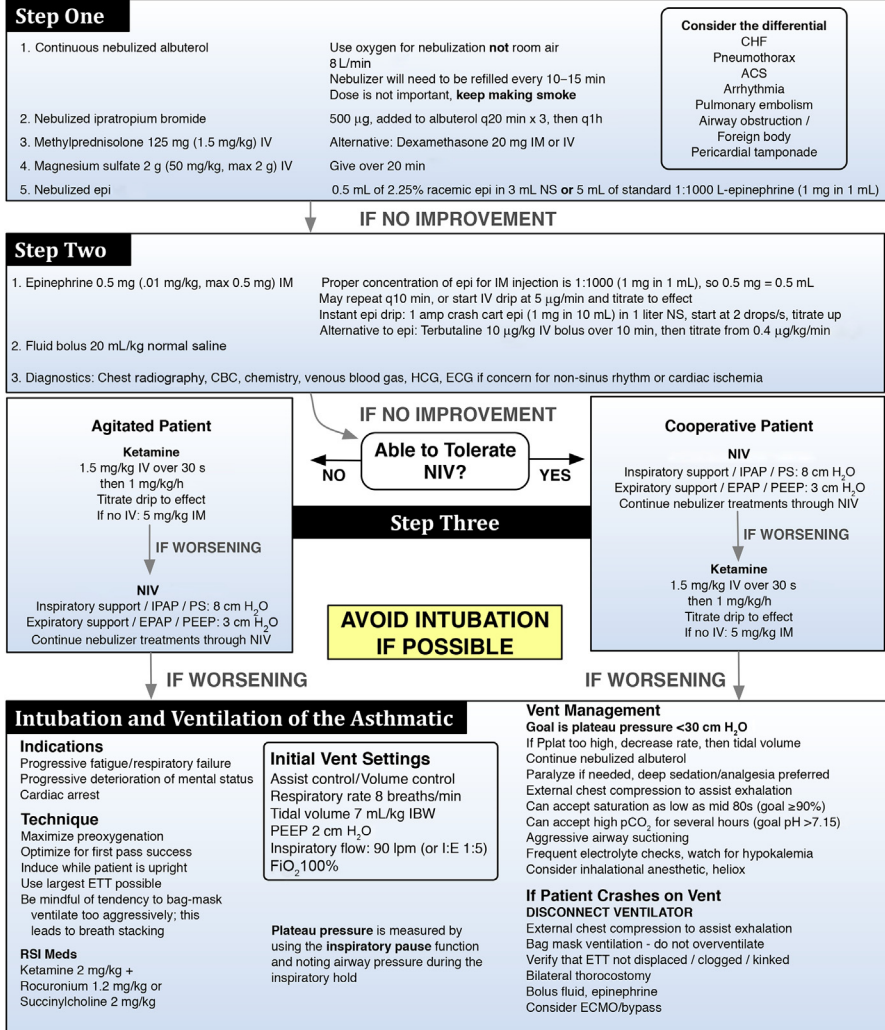 Step One
1. Continuous nebulized albuterol
Use oxygen for nebulization not room air
8 L/min
Nebulizer will need to be refilled every 10–15 min
Dose is not important, keep making smoke
2. Nebulized ipratropium bromide
500 µg, added to albuterol q20 min x 3, then q1h
3. Methylprednisolone 125 mg (1.5 mg/kg) IV
Alternative: Dexamethasone 20 mg IM or IV
4. Magnesium sulfate 2 g (50 mg/kg, max 2 g) IV
Give over 20 min
5. Nebulized epi
0.5 mL of 2.25% racemic epi in 3 mL NS or 5 mL of standard 1:1000 L-epinephrine (1 mg in 1 mL)
Consider the differential
CHF
Pneumothorax
ACS
Arrhythmia
Pulmonary embolism
Airway obstruction /
Foreign body
Pericardial tamponade
IF NO IMPROVEMENT
Step Two
1. Epinephrine 0.5 mg (.01 mg/kg, max 0.5 mg) IM
Proper concentration of epi for IM injection is 1:1000 (1 mg in 1 mL), so 0.5 mg = 0.5 mL
May repeat q10 min, or start IV drip at 5 µg/min and titrate to effect
Instant epi drip: 1 amp crash cart epi (1 mg in 10 mL) in 1 liter NS, start at 2 drops/s, titrate up
Alternative to epi: Terbutaline 10 µg/kg IV bolus over 10 min, then titrate from 0.4 µg/kg/min
2. Fluid bolus 20 mL/kg normal saline
3. Diagnostics: Chest radiography, CBC, chemistry, venous blood gas, HCG, ECG if concern for non-sinus rhythm or cardiac ischemia
IF NO IMPROVEMENT
Able to Tolerate
NIV?
NO
YES
Step Three
Agitated Patient
Ketamine
1.5 mg/kg IV over 30 s
then 1 mg/kg/h
Titrate drip to effect
If no IV: 5 mg/kg IM
IF WORSENING
NIV
Inspiratory support / IPAP / PS: 8 cm H2O
Expiratory support / EPAP / PEEP: 3 cm H2O
Continue nebulizer treatments through NIV
IF WORSENING
Cooperative Patient
NIV
Inspiratory support / IPAP / PS: 8 cm H2O
Expiratory support / EPAP / PEEP: 3 cm H2O
Continue nebulizer treatments through NIV
IF WORSENING
Ketamine
1.5 mg/kg IV over 30 s
then 1 mg/kg/h
Titrate drip to effect
If no IV: 5 mg/kg IM
IF WORSENING
AVOID INTUBATION
IF POSSIBLE
Intubation and Ventilation of the Asthmatic
Indications
Progressive fatigue/respiratory failure
Progressive deterioration of mental status
Cardiac arrest
Technique
Maximize preoxygenation
Optimize for first pass success
Induce while patient is upright
Use largest ETT possible
Be mindful of tendency to bag-mask
ventilate too aggressively; this
leads to breath stacking
RSI Meds
Ketamine 2 mg/kg +
Rocuronium 1.2 mg/kg or
Succinylcholine 2 mg/kg
Initial Vent Settings
Assist control/Volume control
Respiratory rate 8 breaths/min
Tidal volume 7 mL/kg IBW
PEEP 2 cm H2O
Inspiratory flow: 90 lpm (or I:E 1:5)
FiO2100%
Plateau pressure is measured by
using the inspiratory pause function
and noting airway pressure during the
inspiratory hold
Vent Management
Goal is plateau pressure <30 cm H2O
If Pplat too high, decrease rate, then tidal volume
Continue nebulized albuterol
Paralyze if needed, deep sedation/analgesia preferred
External chest compression to assist exhalation
Can accept saturation as low as mid 80s (goal ≥90%)
Can accept high pCO2 for several hours (goal pH >7.15)
Aggressive airway suctioning
Frequent electrolyte checks, watch for hypokalemia
Consider inhalational anesthetic, heliox
If Patient Crashes on Vent
DISCONNECT VENTILATOR
External chest compression to assist exhalation
Bag mask ventilation - do not overventilate
Verify that ETT not displaced / clogged / kinked
Bilateral thorocostomy
Bolus fluid, epinephrine
Consider ECMO/bypass